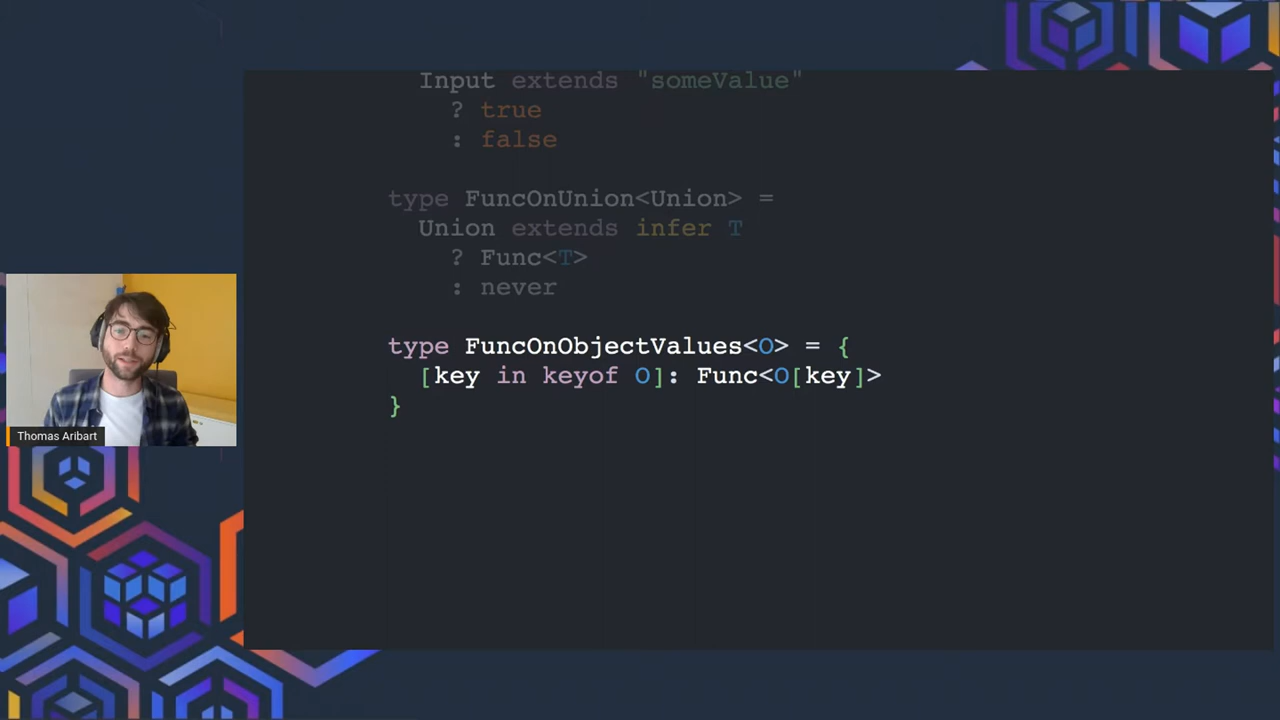 Input extends "someValue"
? true
: false
type FuncOnUnion<Union> =
Union extends infer T
? Func<T>
: never
type FuncOnObjectValues<O> = {
[key in keyof O]: Func<O[key]>
}
Thomas Aribart